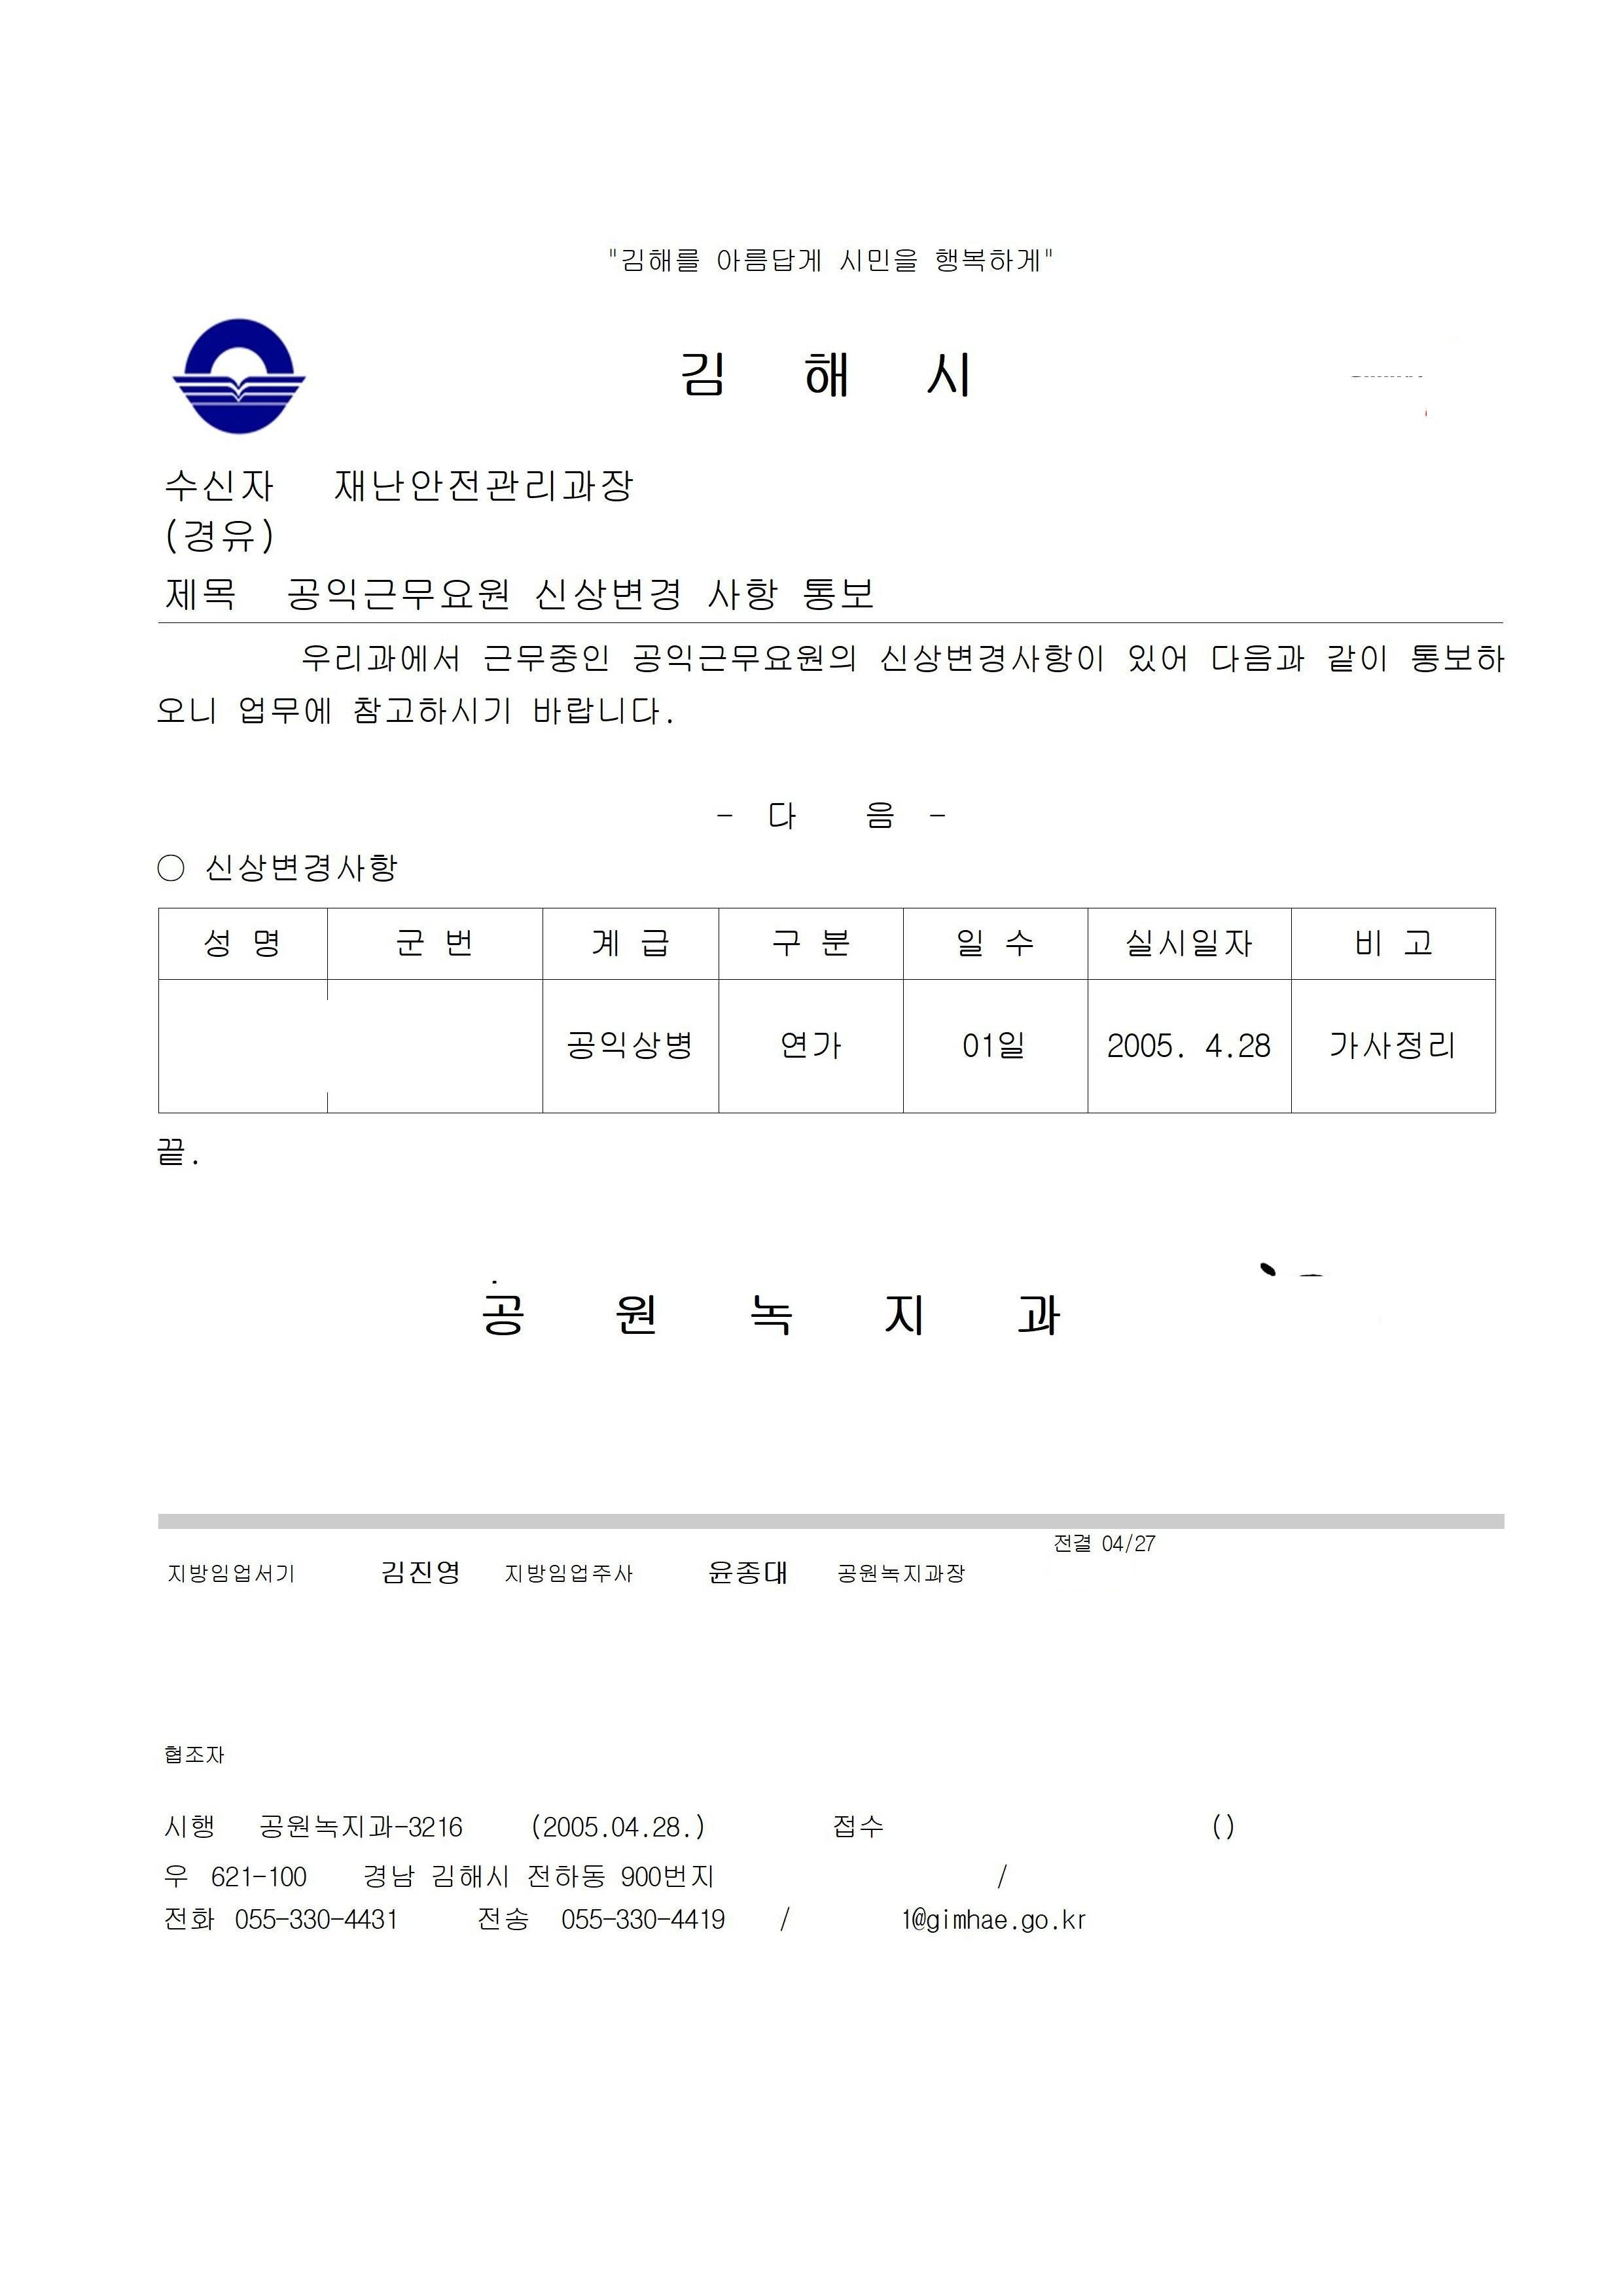 "김해를 아름답게 시민을 행복하게"
김 해 시
수신자 재난안전관리과장
(경유)
제목 공익근무요원 신상변경 사항 통보
우리과에서 근무중인 공익근무요원의 신상변경사항이 있어 다음과 같이 통보하
오니 업무에 참고하시기 바랍니다.
- 다 음 -
○ 신상변경사항
성 명 군 번 계 급 구 분 일 수 실시일자 비 고
공익상병 연가 01일 2005. 4.28 가사정리
끝.
공 원 녹 지 과
전결 04/27
지방임업서기 김진영 지방임업주사 윤종대 공원녹지과장
협조자
시행 공원녹지과-3216 (2005.04.28.) 접수 ()
우 621-100 경남 김해시 전하동 900번지 /
전화 055-330-4431 전송 055-330-4419 / 1@gimhae.go.kr